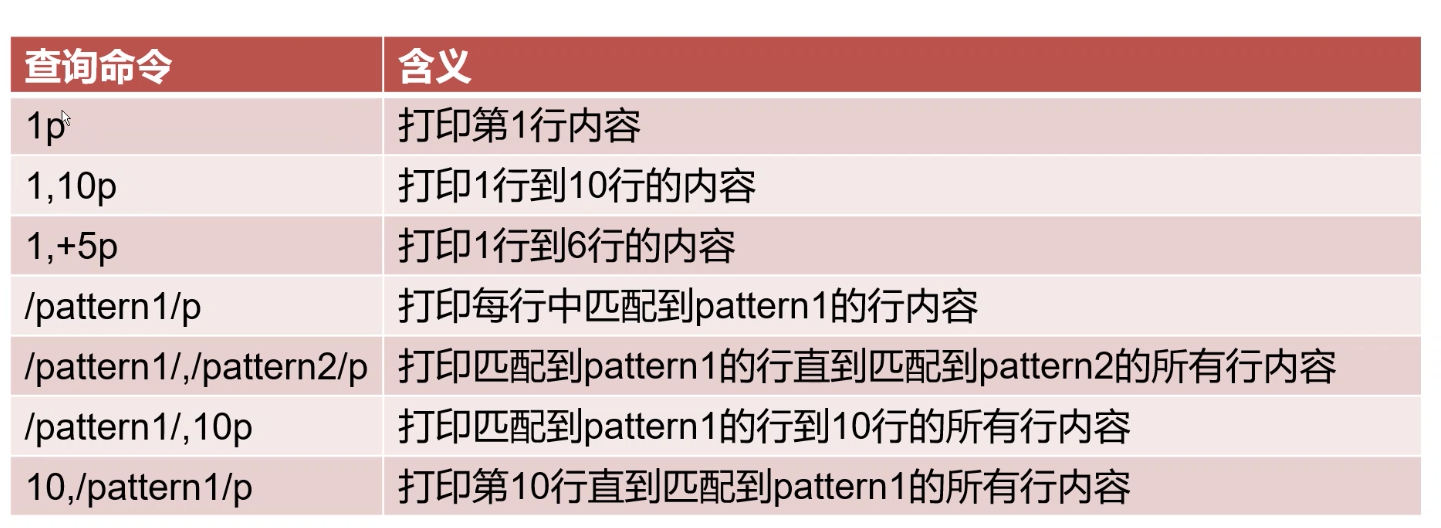 查询命令 含义
1p 打印第1行内容
1,10p 打印1行到10行的内容
1,+5p 打印1行到6行的内容
/pattern1/p 打印每行中匹配到pattern1的行内容
/pattern1/,/pattern2/p 打印匹配到pattern1的行直到匹配到pattern2的所有行内容
/pattern1/,10p 打印匹配到pattern1的行到10行的所有行内容
10,/pattern1/p 打印第10行直到匹配到pattern1的所有行内容